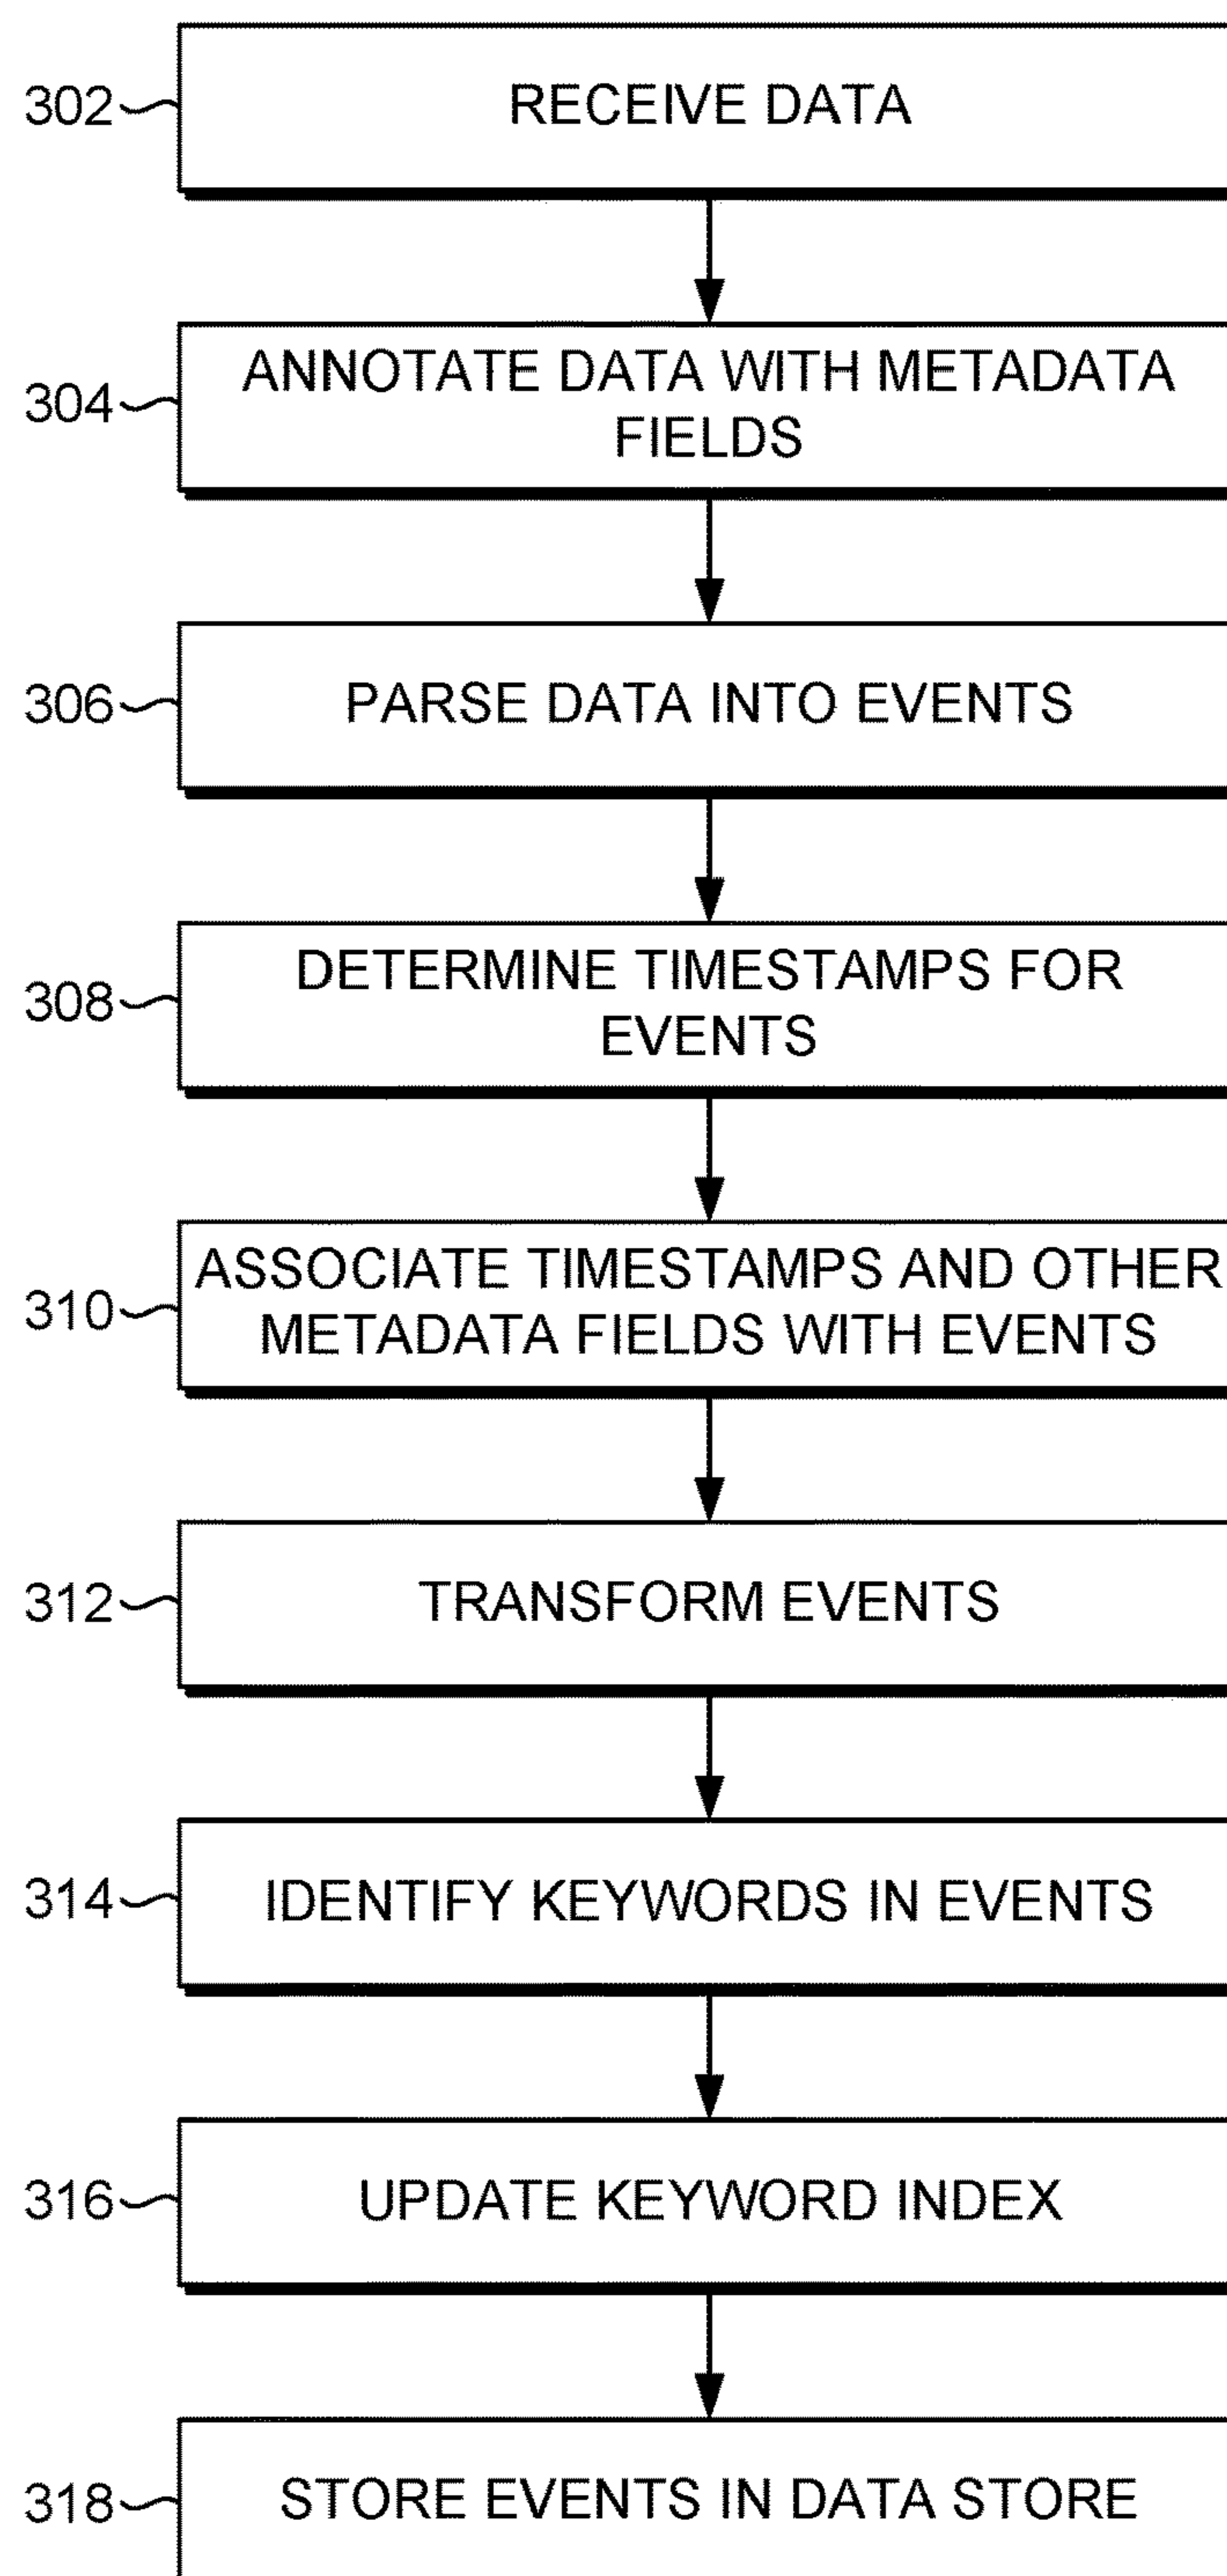 302
RECEIVE DATA
304
ANNOTATE DATA WITH METADATA
FIELDS
306
PARSE DATA INTO EVENTS
308
DETERMINE TIMESTAMPS FOR
EVENTS
310
ASSOCIATE TIMESTAMPS AND OTHER
METADATA FIELDS WITH EVENTS
312
TRANSFORM EVENTS
314
IDENTIFY KEYWORDS IN EVENTS
316
UPDATE KEYWORD INDEX
318
STORE EVENTS IN DATA STORE